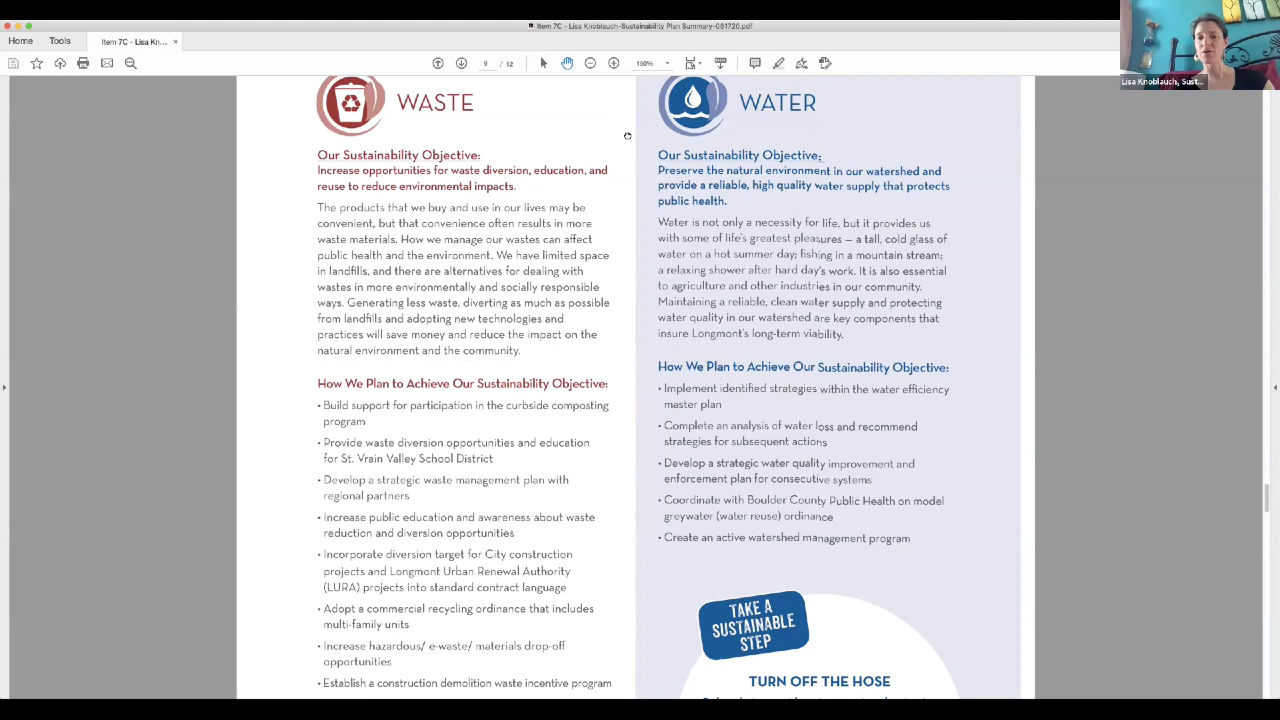 Item 7C - Lisa Knoblauch-Sustainability Plan Summary-061720.pdf
Home
Tools
Item 7C - Lisa Kn...
9 / 12
150%
Lisa Knoblauch, Sust...
WASTE
Our Sustainability Objective:
Increase opportunities for waste diversion, education, and
reuse to reduce environmental impacts.
The products that we buy and use in our lives may be
convenient, but that convenience often results in more
waste materials. How we manage our wastes can affect
public health and the environment. We have limited space
in landfills, and there are alternatives for dealing with
wastes in more environmentally and socially responsible
ways. Generating less waste, diverting as much as possible
from landfills and adopting new technologies and
practices will save money and reduce the impact on the
natural environment and the community.
How We Plan to Achieve Our Sustainability Objective:
• Build support for participation in the curbside composting
program
• Provide waste diversion opportunities and education
for St. Vrain Valley School District
• Develop a strategic waste management plan with
regional partners
• Increase public education and awareness about waste
reduction and diversion opportunities
• Incorporate diversion target for City construction
projects and Longmont Urban Renewal Authority
(LURA) projects into standard contract language
• Adopt a commercial recycling ordinance that includes
multi-family units
• Increase hazardous/ e-waste/ materials drop-off
opportunities
• Establish a construction demolition waste incentive program
WATER
Our Sustainability Objective:
Preserve the natural environment in our watershed and
provide a reliable, high quality water supply that protects
public health.
Water is not only a necessity for life, but it provides us
with some of life's greatest pleasures — a tall, cold glass of
water on a hot summer day; fishing in a mountain stream;
a relaxing shower after hard day's work. It is also essential
to agriculture and other industries in our community.
Maintaining a reliable, clean water supply and protecting
water quality in our watershed are key components that
insure Longmont's long-term viability.
How We Plan to Achieve Our Sustainability Objective:
• Implement identified strategies within the water efficiency
master plan
• Complete an analysis of water loss and recommend
strategies for subsequent actions
• Develop a strategic water quality improvement and
enforcement plan for consecutive systems
• Coordinate with Boulder County Public Health on model
greywater (water reuse) ordinance
• Create an active watershed management program
TAKE A
SUSTAINABLE
STEP
TURN OFF THE HOSE